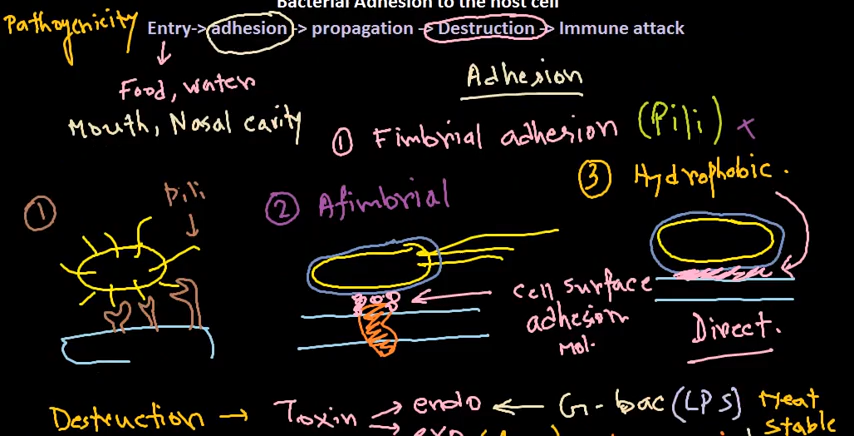 Bacterial Adhesion to the host cell
Pathogenicity Entry-> adhesion -> propagation -> Destruction -> Immune attack
Food, water
Mouth, Nasal cavity
Adhesion
① Fimbrial adhesion (Pili) x
① pili
② Afimbrial
③ Hydrophobic.
cell surface
adhesion
mol.
Direct.
Destruction → Toxin → endo ← G- bac (LPS) Heat
stable
exo